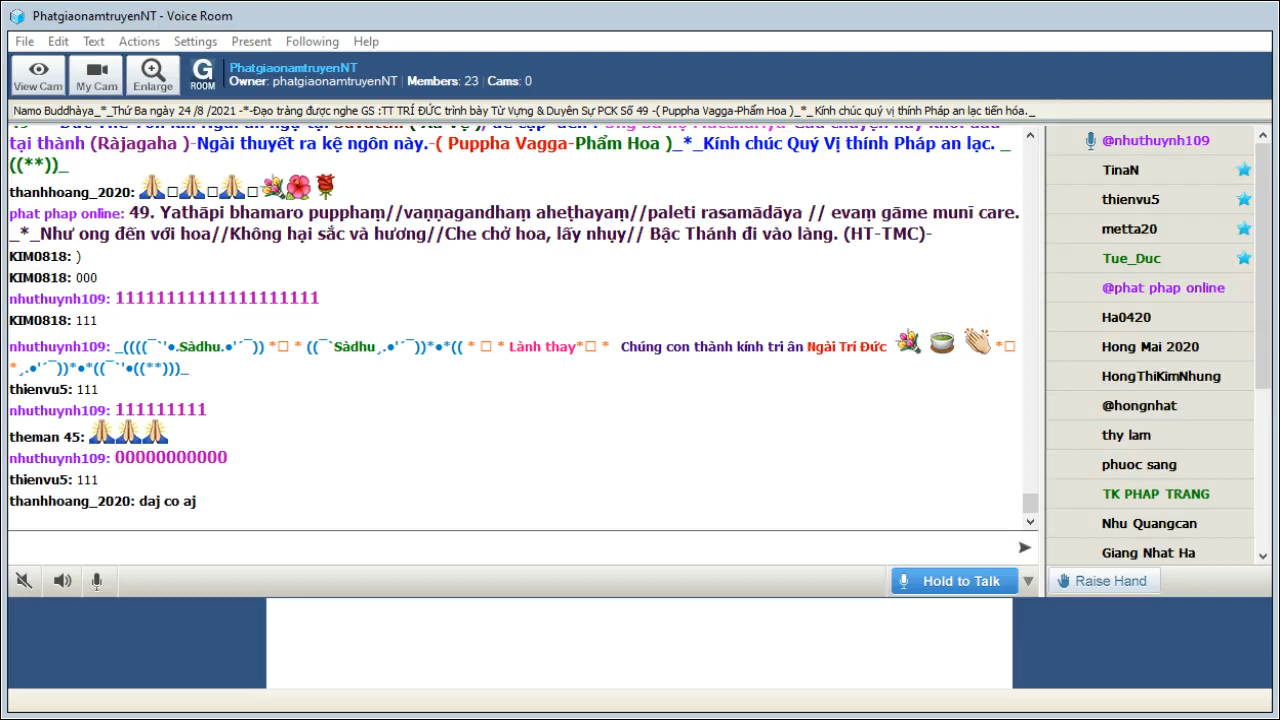 PhatgiaonamtruyenNT - Voice Room
File Edit Text Actions Settings Present Following Help
View Cam My Cam Enlarge G ROOM PhatgiaonamtruyenNT
Owner: phatgiaonamtruyenNT Members: 23 Cams: 0
Namo Buddhàya_*_Thứ Ba ngày 24 /8 /2021 -*-Đạo tràng được nghe GS :TT TRÍ ĐỨC trình bày Từ Vựng & Duyên Sự PCK Số 49 -( Puppha Vagga-Phẩm Hoa )_*_Kính chúc quý vị thính Pháp an lạc tiến hóa._
tại thành (Ràjagaha )-Ngài thuyết ra kệ ngôn này.-( Puppha Vagga-Phẩm Hoa )_*_Kính chúc Quý Vị thính Pháp an lạc. _
((**))_
thanhhoang_2020:
phat phap online: 49. Yathāpi bhamaro pupphaṃ//vaṇṇagandhaṃ aheṭhayaṃ//paleti rasamādāya // evaṃ gāme munī care.
_*_Như ong đến với hoa//Không hại sắc và hương//Che chở hoa, lấy nhụy// Bậc Thánh đi vào làng. (HT-TMC)-
KIM0818: )
KIM0818: 000
nhuthuynh109: 11111111111111111111
KIM0818: 111
nhuthuynh109: _((((¯`'●.Sàdhu.●'´¯)) *□ * ((¯`Sàdhu¸.●'´¯))*●*(( * □ * Lành thay*□ * Chúng con thành kính tri ân Ngài Trí Đức *□
*¸.●'´¯))*●*((¯`'●((**)))_
thienvu5: 111
nhuthuynh109: 111111111
theman 45:
nhuthuynh109: 00000000000
thienvu5: 111
thanhhoang_2020: daj co aj
@nhuthuynh109
TinaN
thienvu5
metta20
Tue_Duc
@phat phap online
Ha0420
Hong Mai 2020
HongThiKimNhung
@hongnhat
thy lam
phuoc sang
TK PHAP TRANG
Nhu Quangcan
Giang Nhat Ha
Hold to Talk
Raise Hand